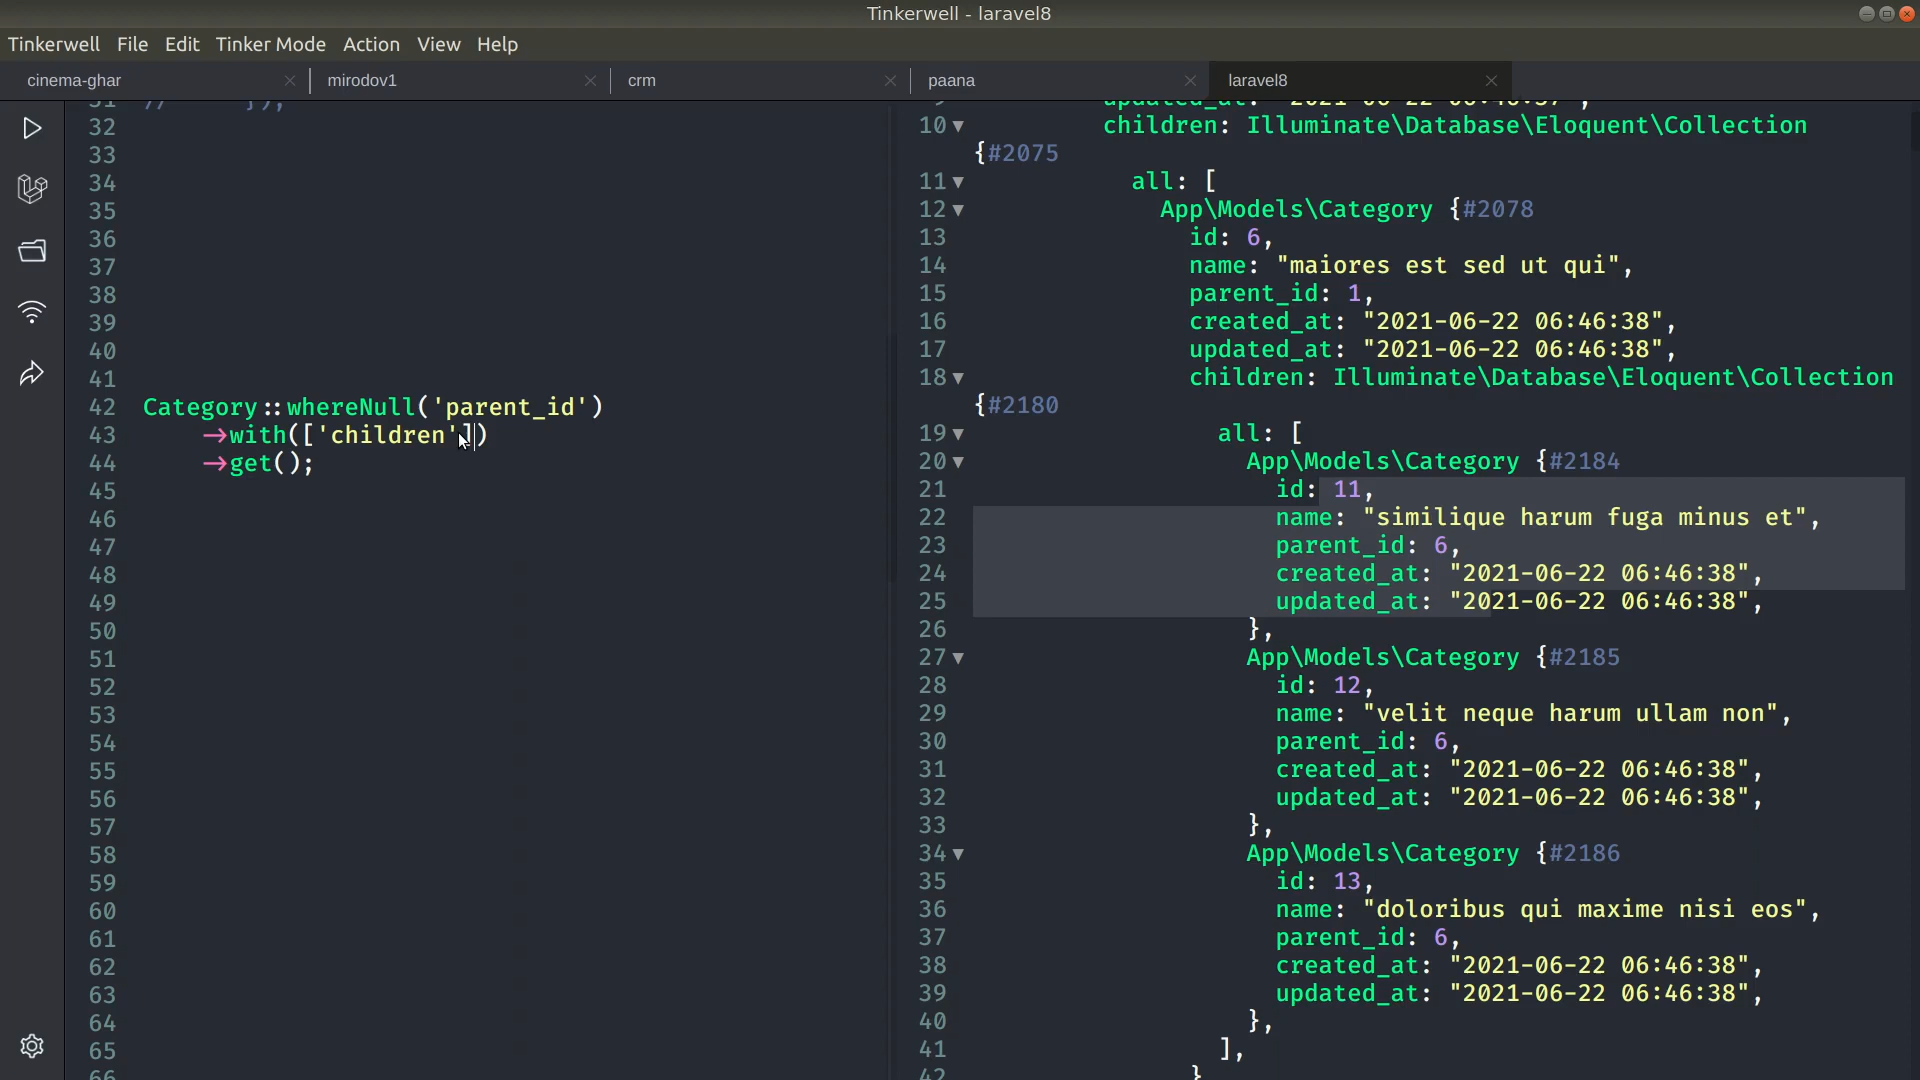 Tinkerwell - laravel8
Tinkerwell File Edit Tinker Mode Action View Help
cinema-ghar
mirodov1
crm
paana
laravel8
31 // });
32
33
34
35
36
37
38
39
40
41
42 Category::whereNull('parent_id')
43 ->with(['children'])
44 ->get();
45
46
47
48
49
50
51
52
53
54
55
56
57
58
59
60
61
62
63
64
65
66
9 updated_at: "2021-06-22 06:46:37",
10 children: Illuminate\Database\Eloquent\Collection
{#2075
11 all: [
12 App\Models\Category {#2078
13 id: 6,
14 name: "maiores est sed ut qui",
15 parent_id: 1,
16 created_at: "2021-06-22 06:46:38",
17 updated_at: "2021-06-22 06:46:38",
18 children: Illuminate\Database\Eloquent\Collection
{#2180
19 all: [
20 App\Models\Category {#2184
21 id: 11,
22 name: "similique harum fuga minus et",
23 parent_id: 6,
24 created_at: "2021-06-22 06:46:38",
25 updated_at: "2021-06-22 06:46:38",
26 },
27 App\Models\Category {#2185
28 id: 12,
29 name: "velit neque harum ullam non",
30 parent_id: 6,
31 created_at: "2021-06-22 06:46:38",
32 updated_at: "2021-06-22 06:46:38",
33 },
34 App\Models\Category {#2186
35 id: 13,
36 name: "doloribus qui maxime nisi eos",
37 parent_id: 6,
38 created_at: "2021-06-22 06:46:38",
39 updated_at: "2021-06-22 06:46:38",
40 },
41 ],
42 }